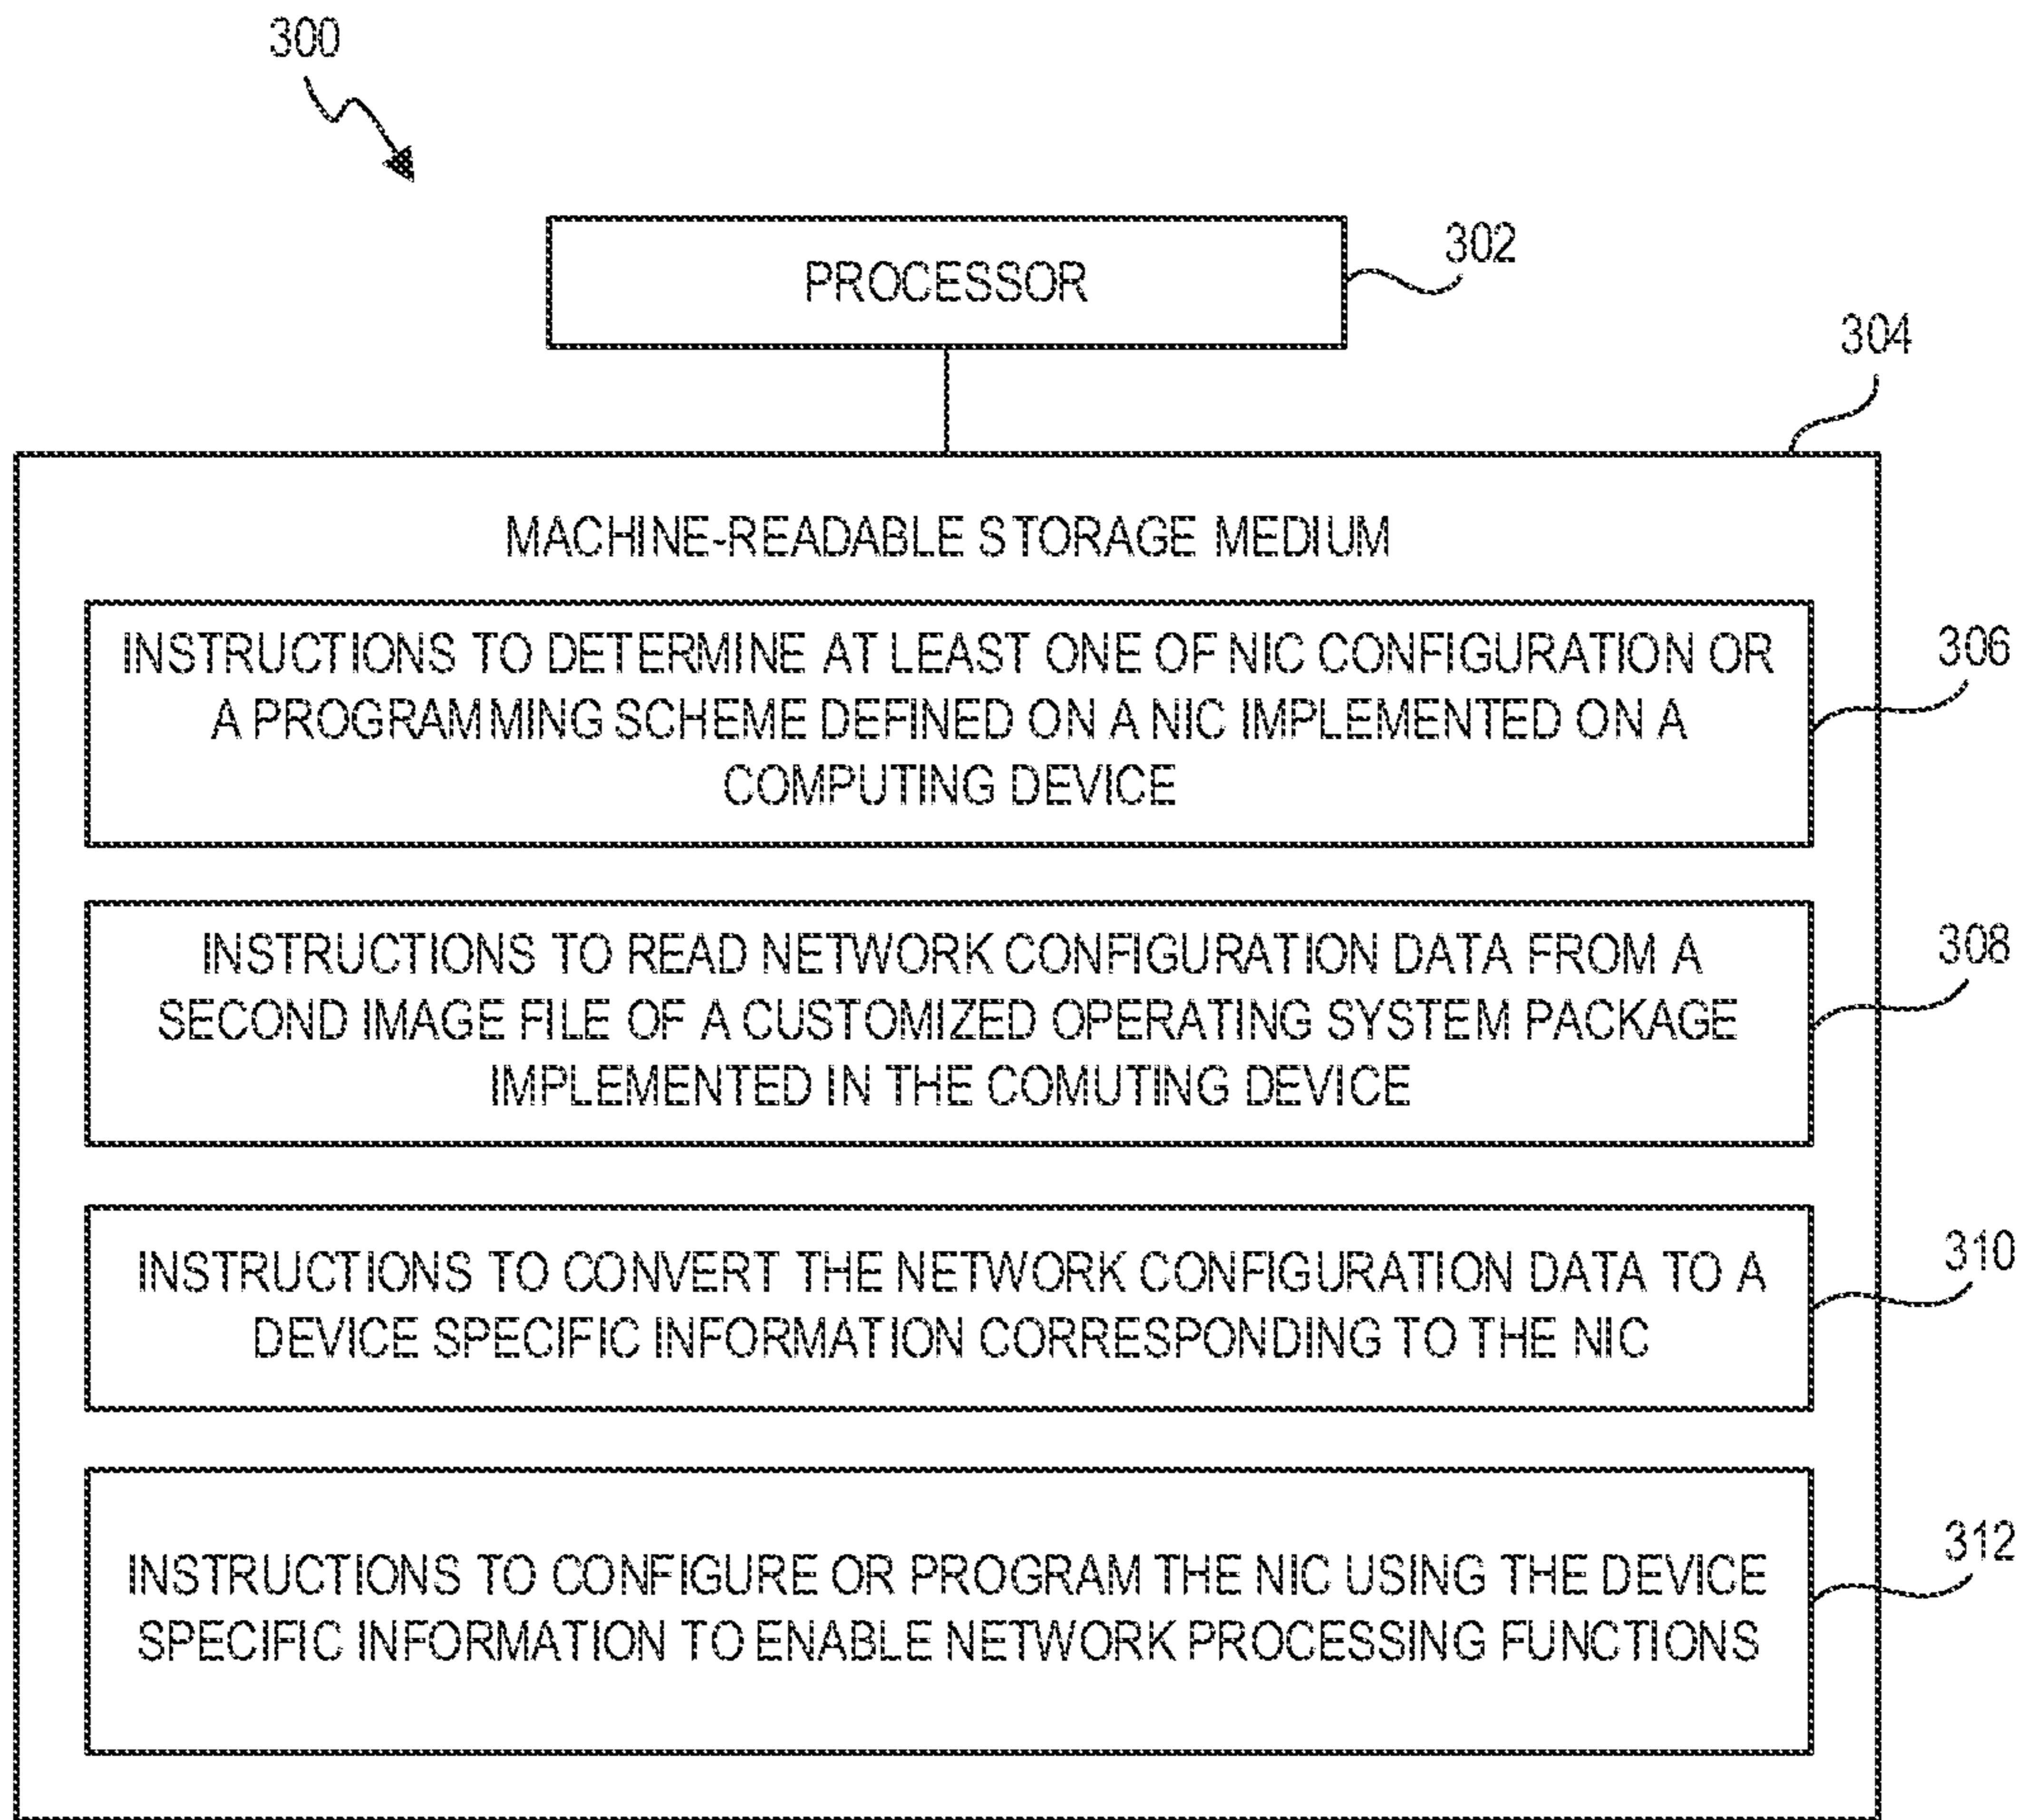 300
PROCESSOR
302
304
MACHINE-READABLE STORAGE MEDIUM
INSTRUCTIONS TO DETERMINE AT LEAST ONE OF NIC CONFIGURATION OR
A PROGRAMMING SCHEME DEFINED ON A NIC IMPLEMENTED ON A
COMPUTING DEVICE
306
INSTRUCTIONS TO READ NETWORK CONFIGURATION DATA FROM A
SECOND IMAGE FILE OF A CUSTOMIZED OPERATING SYSTEM PACKAGE
IMPLEMENTED IN THE COMUTING DEVICE
308
INSTRUCTIONS TO CONVERT THE NETWORK CONFIGURATION DATA TO A
DEVICE SPECIFIC INFORMATION CORRESPONDING TO THE NIC
310
INSTRUCTIONS TO CONFIGURE OR PROGRAM THE NIC USING THE DEVICE
SPECIFIC INFORMATION TO ENABLE NETWORK PROCESSING FUNCTIONS
312